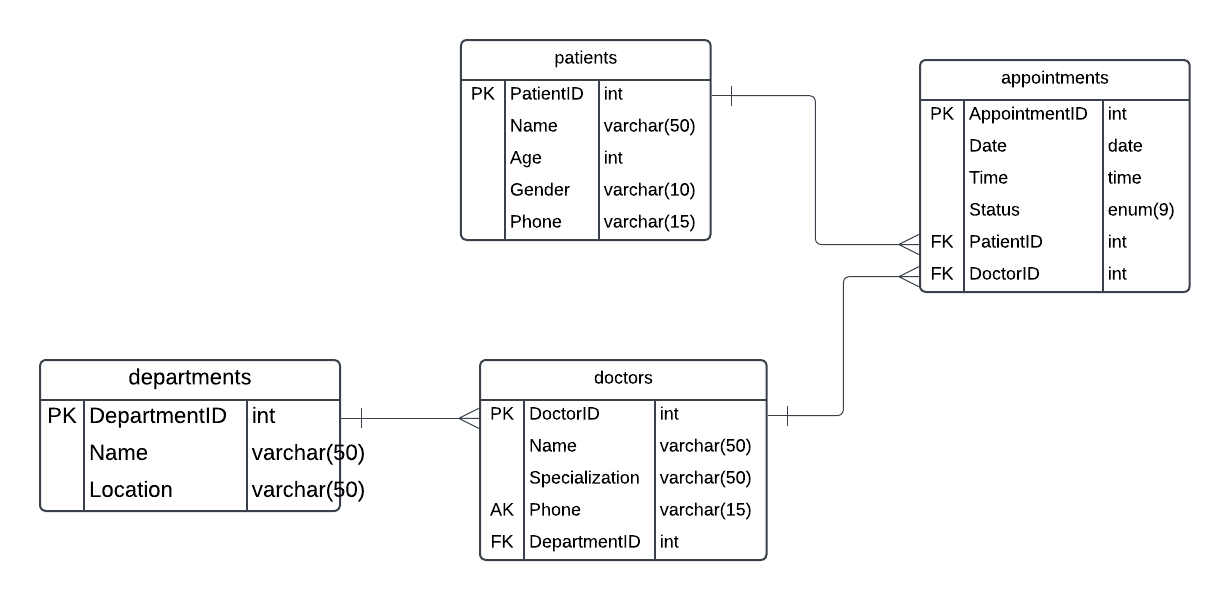 patients
PK PatientID int
Name varchar(50)
Age int
Gender varchar(10)
Phone varchar(15)
appointments
PK AppointmentID int
Date date
Time time
Status enum(9)
FK PatientID int
FK DoctorID int
departments
PK DepartmentID int
Name varchar(50)
Location varchar(50)
doctors
PK DoctorID int
Name varchar(50)
Specialization varchar(50)
AK Phone varchar(15)
FK DepartmentID int